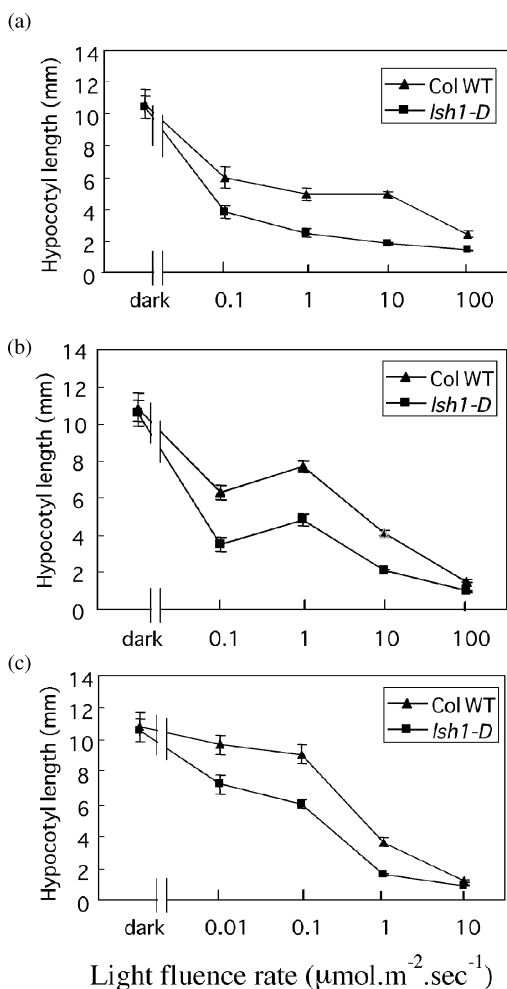 (a)
Hypocotyl length (mm)
14
12
10
8
6
4
2
0
Col WT
lsh1-D
dark 0.1 1 10 100
(b)
Hypocotyl length (mm)
14
12
10
8
6
4
2
0
Col WT
lsh1-D
dark 0.1 1 10 100
(c)
Hypocotyl length (mm)
14
12
10
8
6
4
2
0
Col WT
lsh1-D
dark 0.01 0.1 1 10
Light fluence rate (μmol.m⁻².sec⁻¹)